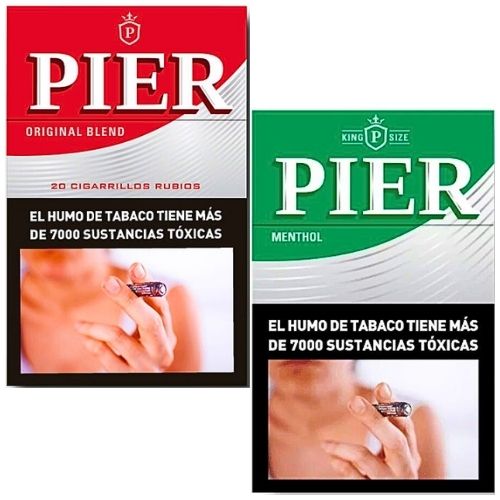 P
PIER
ORIGINAL BLEND
20 CIGARRILLOS RUBIOS
EL HUMO DE TABACO TIENE MÁS
DE 7000 SUSTANCIAS TÓXICAS
KING P SIZE
PIER
MENTHOL
EL HUMO DE TABACO TIENE MÁS
DE 7000 SUSTANCIAS TÓXICAS